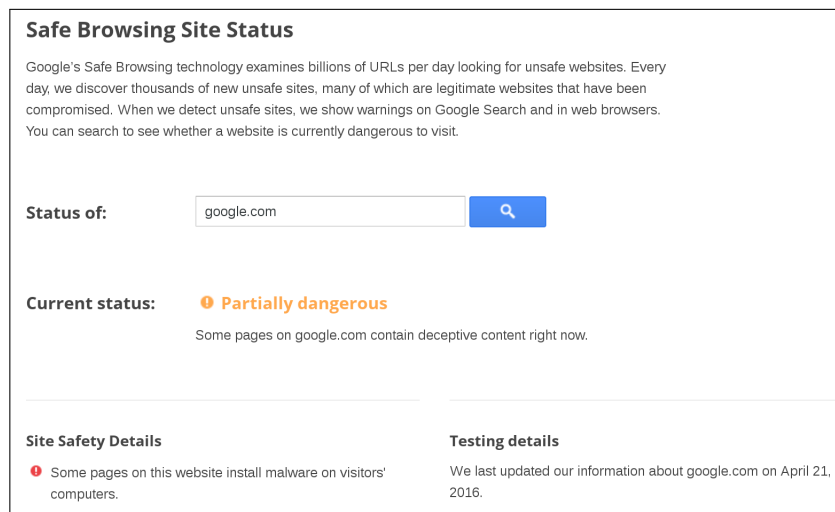 Safe Browsing Site Status
Google's Safe Browsing technology examines billions of URLs per day looking for unsafe websites. Every
day, we discover thousands of new unsafe sites, many of which are legitimate websites that have been
compromised. When we detect unsafe sites, we show warnings on Google Search and in web browsers.
You can search to see whether a website is currently dangerous to visit.
Status of:
google.com
Current status:
Partially dangerous
Some pages on google.com contain deceptive content right now.
Site Safety Details
Some pages on this website install malware on visitors'
computers.
Testing details
We last updated our information about google.com on April 21,
2016.